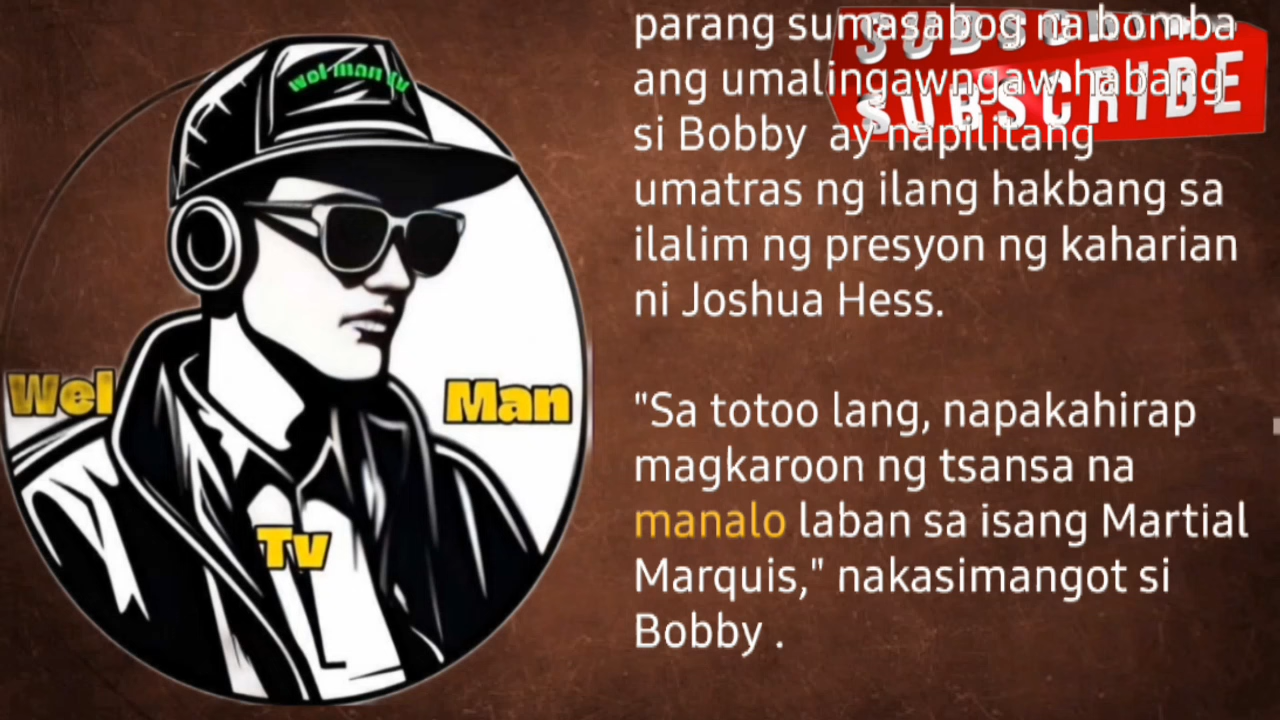 wel man tv
Wel
Man
Tv
SUBSCRIBE
SUBSCRIBE
parang sumasabog na bomba
ang umalingawngaw habang
si Bobby ay napilitang
umatras ng ilang hakbang sa
ilalim ng presyon ng kaharian
ni Joshua Hess.
"Sa totoo lang, napakahirap
magkaroon ng tsansa na
manalo laban sa isang Martial
Marquis," nakasimangot si
Bobby .